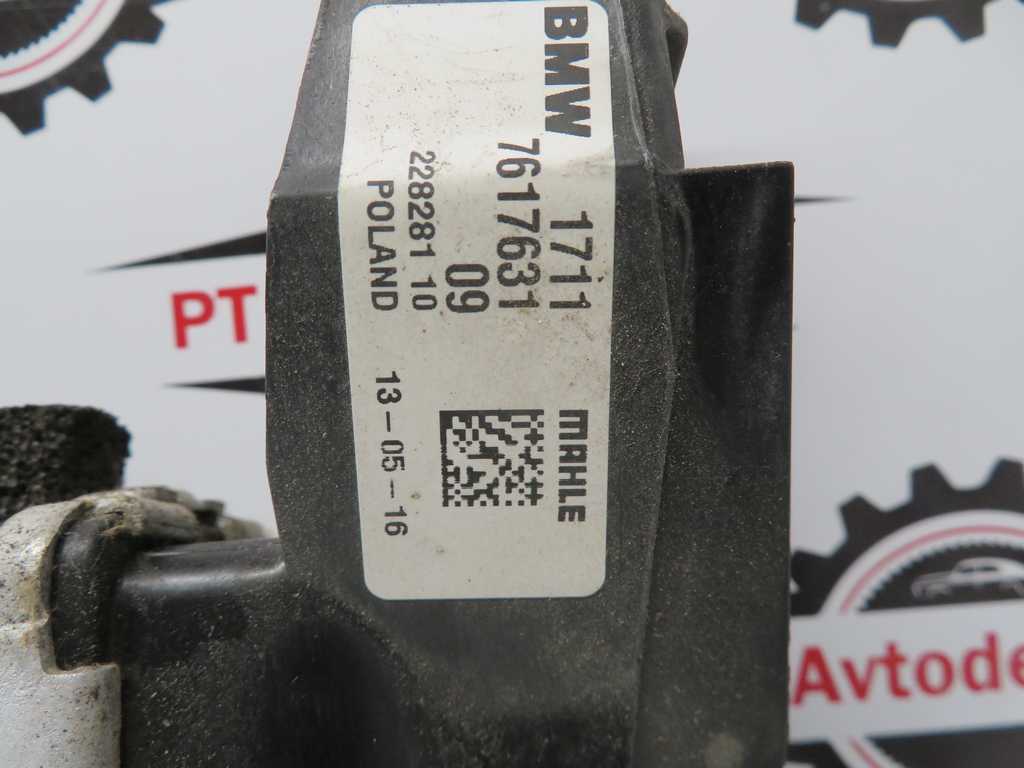 BMW
1711
7617631
09
228281 10
POLAND
13-05-16
MAHLE
PT
Avtode